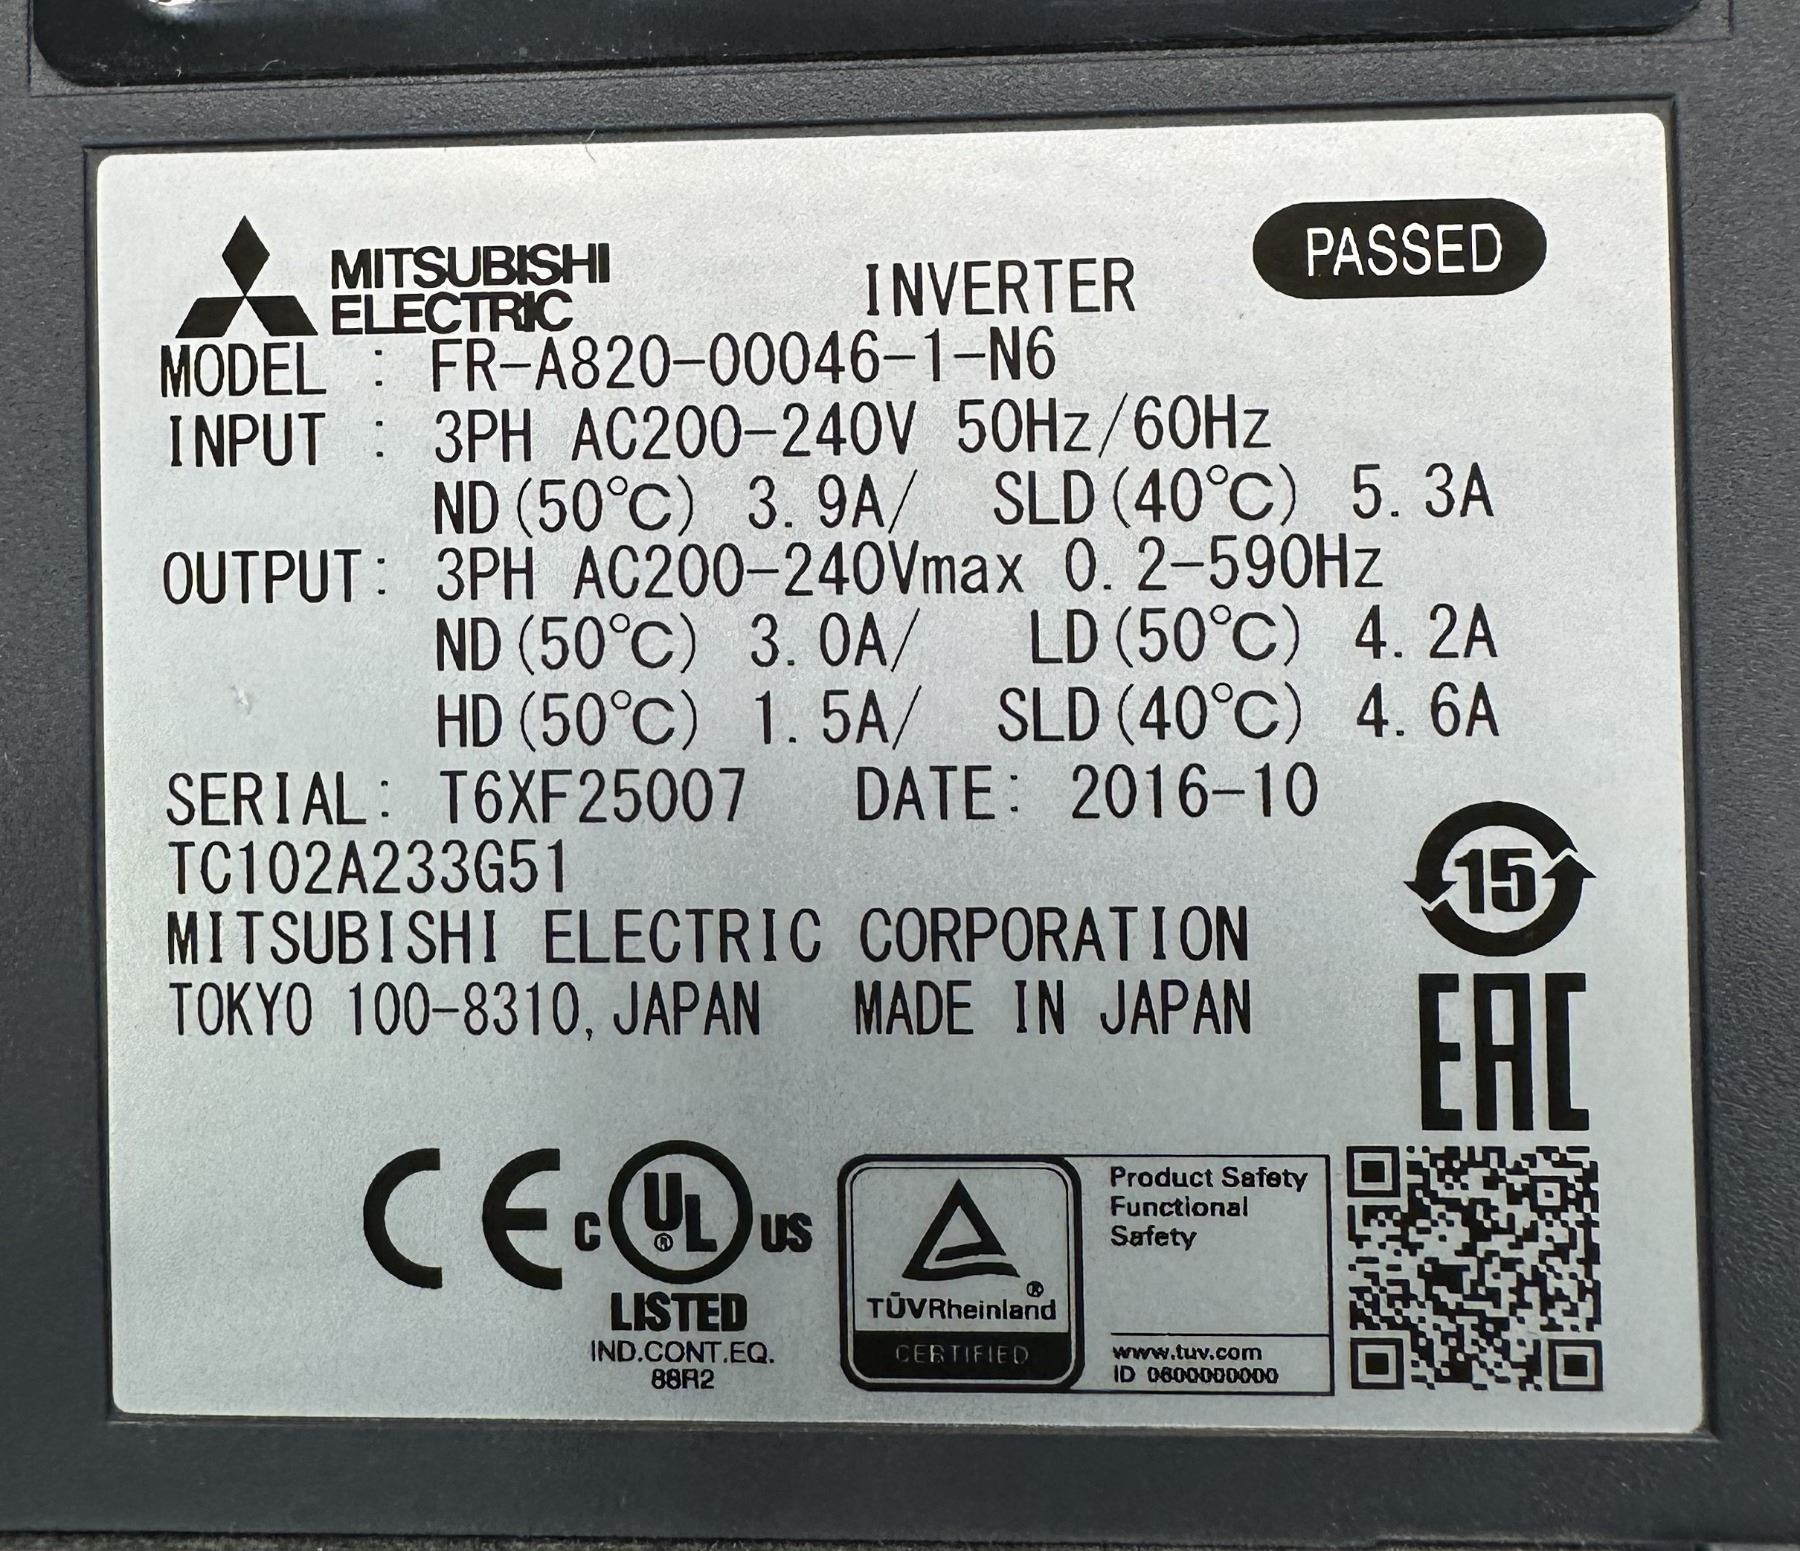 MITSUBISHI
ELECTRIC
INVERTER
PASSED
MODEL : FR-A820-00046-1-N6
INPUT : 3PH AC200-240V 50Hz/60Hz
ND(50℃) 3.9A/ SLD(40℃) 5.3A
OUTPUT: 3PH AC200-240Vmax 0.2-590Hz
ND(50℃) 3.0A/ LD(50℃) 4.2A
HD(50℃) 1.5A/ SLD(40℃) 4.6A
SERIAL: T6XF25007 DATE: 2016-10
TC102A233G51
15
MITSUBISHI ELECTRIC CORPORATION
TOKYO 100-8310, JAPAN MADE IN JAPAN
EAC
CE
C UL ® US
LISTED
IND.CONT.EQ.
88R2
TÜVRheinland ®
CERTIFIED
Product Safety
Functional
Safety
www.tuv.com
ID 0600000000